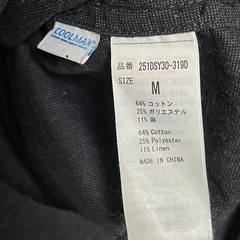 COOLMAX
品番 251DSY30-319D
SIZE
M
64% コットン
25% ポリエステル
11% 麻
64% Cotton
25% Polyester
11% Linen
MADE IN CHINA